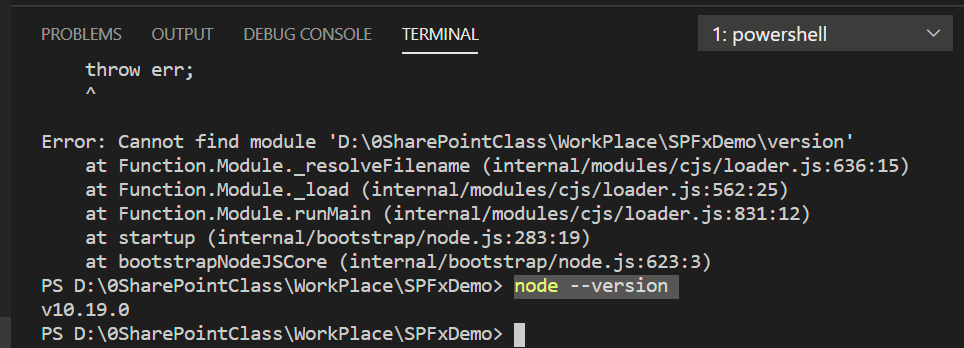 PROBLEMS OUTPUT DEBUG CONSOLE TERMINAL 1: powershell
throw err;
^
Error: Cannot find module 'D:\0SharePointClass\WorkPlace\SPFxDemo\version'
at Function.Module._resolveFilename (internal/modules/cjs/loader.js:636:15)
at Function.Module._load (internal/modules/cjs/loader.js:562:25)
at Function.Module.runMain (internal/modules/cjs/loader.js:831:12)
at startup (internal/bootstrap/node.js:283:19)
at bootstrapNodeJSCore (internal/bootstrap/node.js:623:3)
PS D:\0SharePointClass\WorkPlace\SPFxDemo> node --version
v10.19.0
PS D:\0SharePointClass\WorkPlace\SPFxDemo>